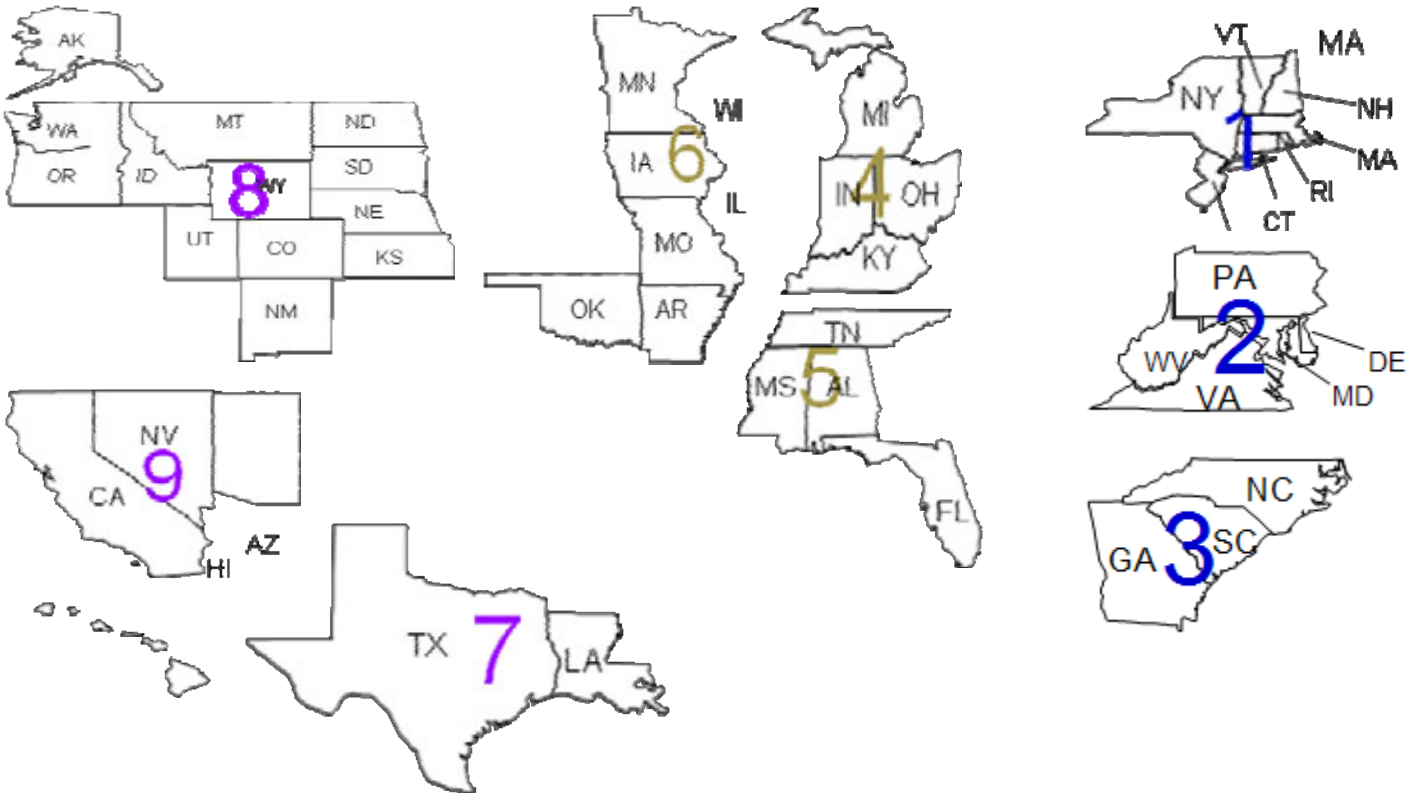 AK
WA
MT
ND
OR
ID
8
WY
SD
NE
UT
CO
KS
NM
MN
WI
IA
6
IL
MO
OK
AR
MI
IN
4
OH
KY
TN
MS
5
AL
FL
VT
MA
NY
NH
1
MA
RI
CT
PA
2
DE
WV
MD
VA
NC
GA
3
SC
NV
9
CA
HI
AZ
TX
7
LA